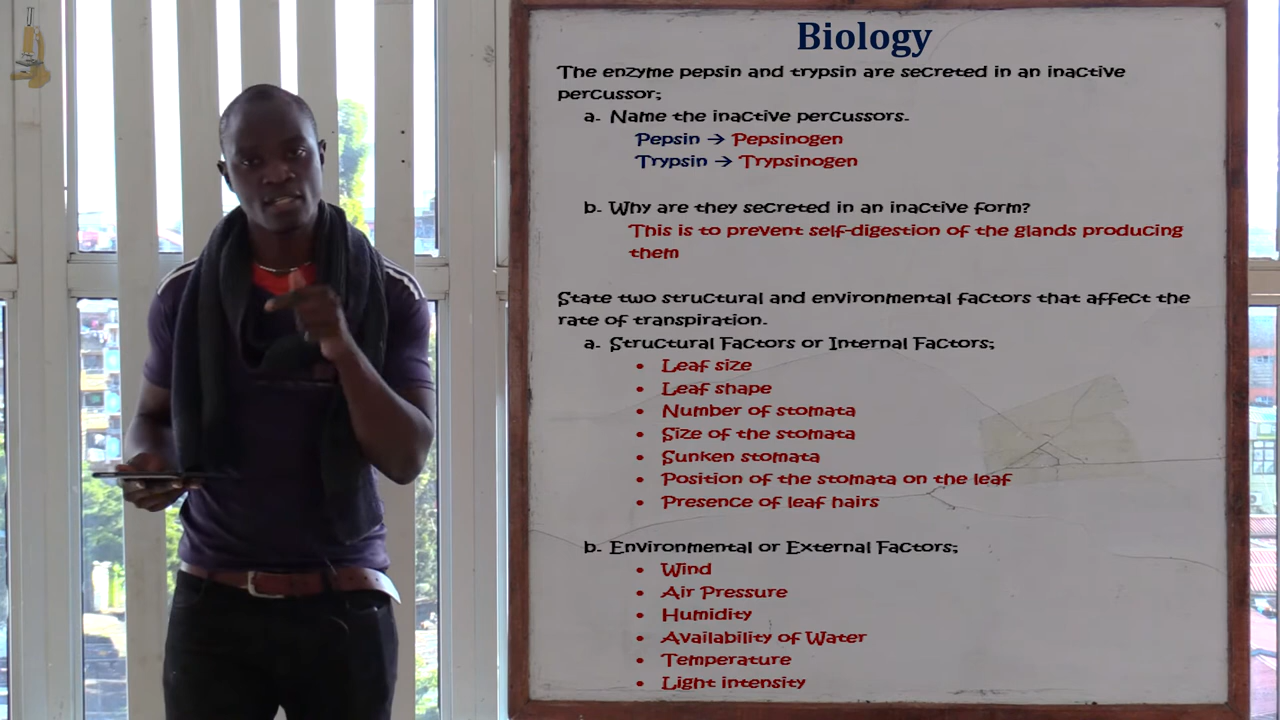 Biology
The enzyme pepsin and trypsin are secreted in an inactive
percussor;
a. Name the inactive percussors.
Pepsin → Pepsinogen
Trypsin → Trypsinogen
b. Why are they secreted in an inactive form?
This is to prevent self-digestion of the glands producing
them
State two structural and environmental factors that affect the
rate of transpiration.
a. Structural Factors or Internal Factors;
• Leaf size
• Leaf shape
• Number of stomata
• Size of the stomata
• Sunken stomata
• Position of the stomata on the leaf
• Presence of leaf hairs
b. Environmental or External Factors;
• Wind
• Air Pressure
• Humidity
• Availability of Water
• Temperature
• Light intensity